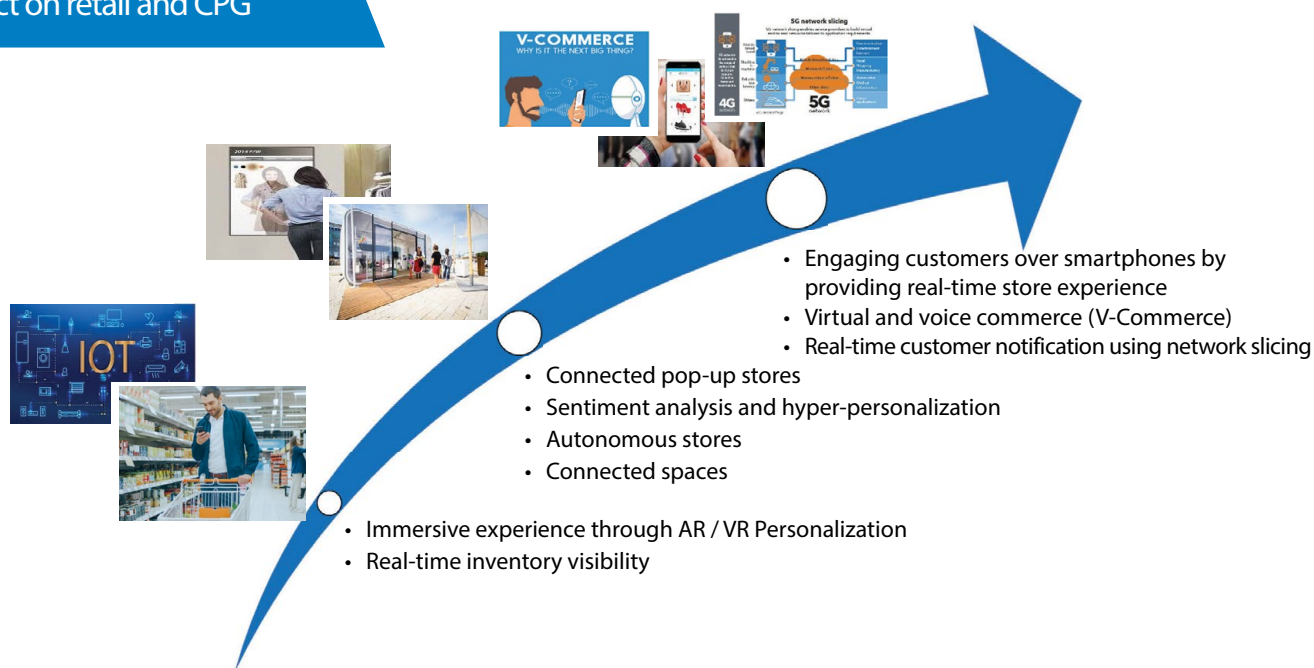 ct on retail and CPG
V-COMMERCE
WHY IS IT THE NEXT BIG THING?
5G network slicing
4G
network
5G
network
IOT
• Engaging customers over smartphones by
providing real-time store experience
• Virtual and voice commerce (V-Commerce)
• Real-time customer notification using network slicing
• Connected pop-up stores
• Sentiment analysis and hyper-personalization
• Autonomous stores
• Connected spaces
• Immersive experience through AR / VR Personalization
• Real-time inventory visibility